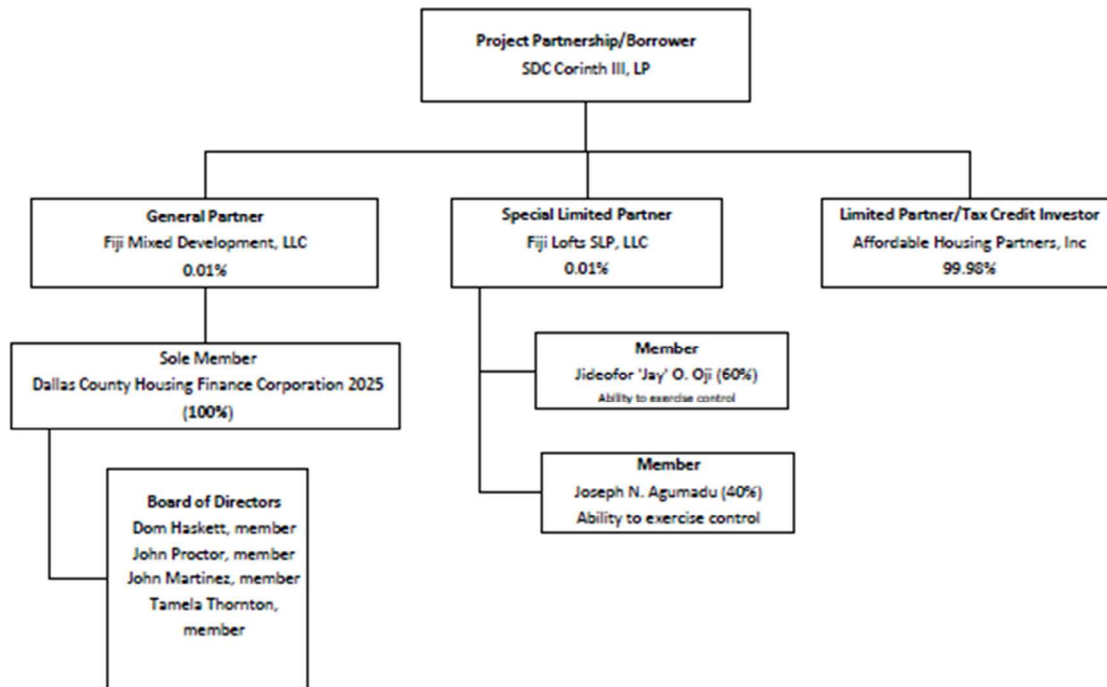 Project Partnership/Borrower
SDC Corinth III, LP
General Partner
Fiji Mixed Development, LLC
0.01%
Special Limited Partner
Fiji Lofts SLP, LLC
0.01%
Limited Partner/Tax Credit Investor
Affordable Housing Partners, Inc
99.98%
Sole Member
Dallas County Housing Finance Corporation 2025
(100%)
Member
Jideofor 'Jay' O. Oji (60%)
Ability to exercise control
Member
Joseph N. Agumadu (40%)
Ability to exercise control
Board of Directors
Dom Haskett, member
John Proctor, member
John Martinez, member
Tamela Thornton,
member